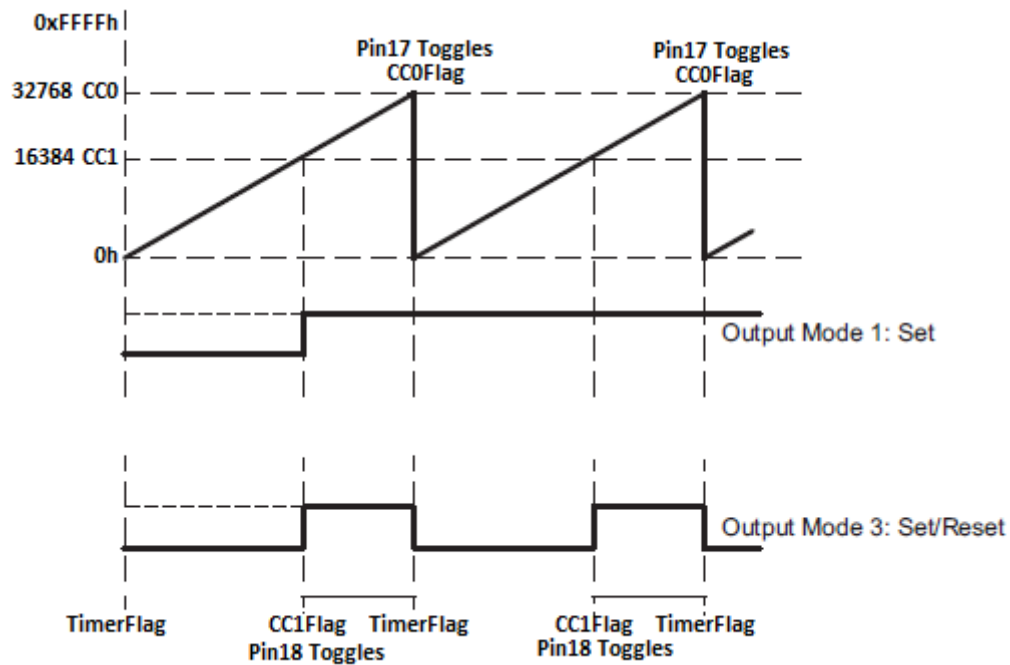 0xFFFFh
Pin17 Toggles
CC0Flag
Pin17 Toggles
CC0Flag
32768 CC0
16384 CC1
0h
Output Mode 1: Set
Output Mode 3: Set/Reset
TimerFlag
CC1Flag
Pin18 Toggles
TimerFlag
CC1Flag
Pin18 Toggles
TimerFlag